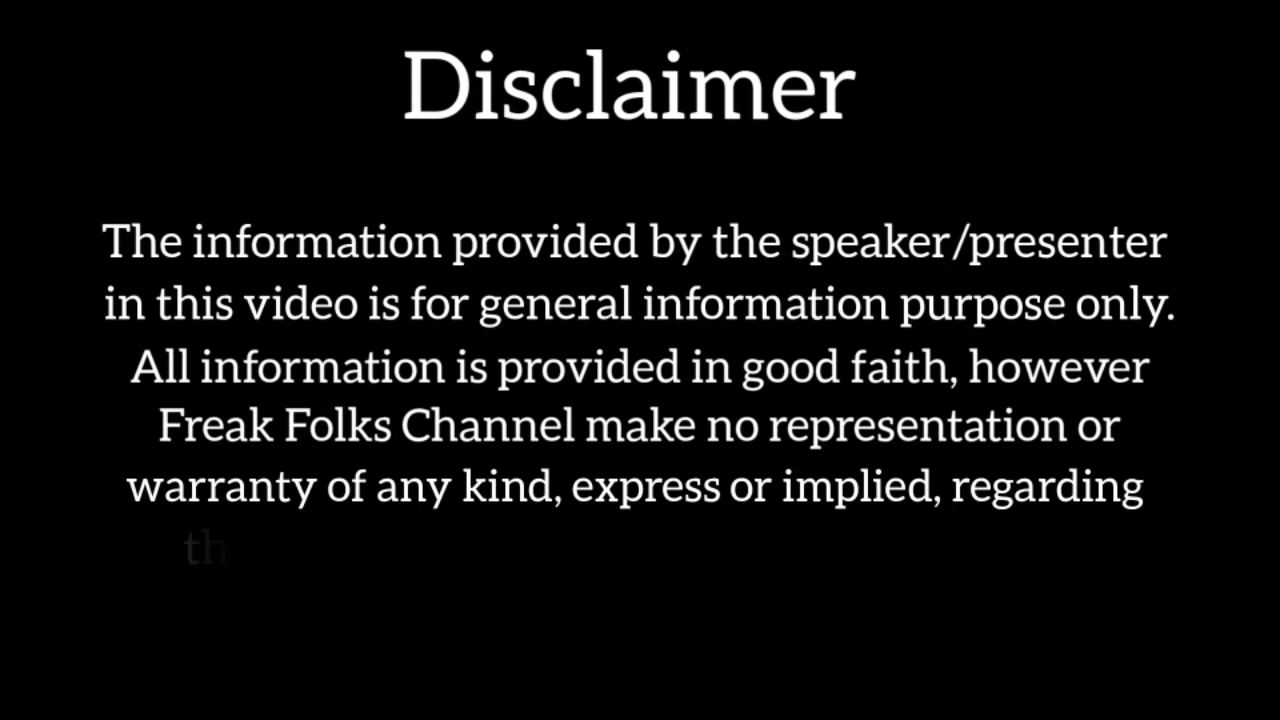 Disclaimer
The information provided by the speaker/presenter
in this video is for general information purpose only.
All information is provided in good faith, however
Freak Folks Channel make no representation or
warranty of any kind, express or implied, regarding
th